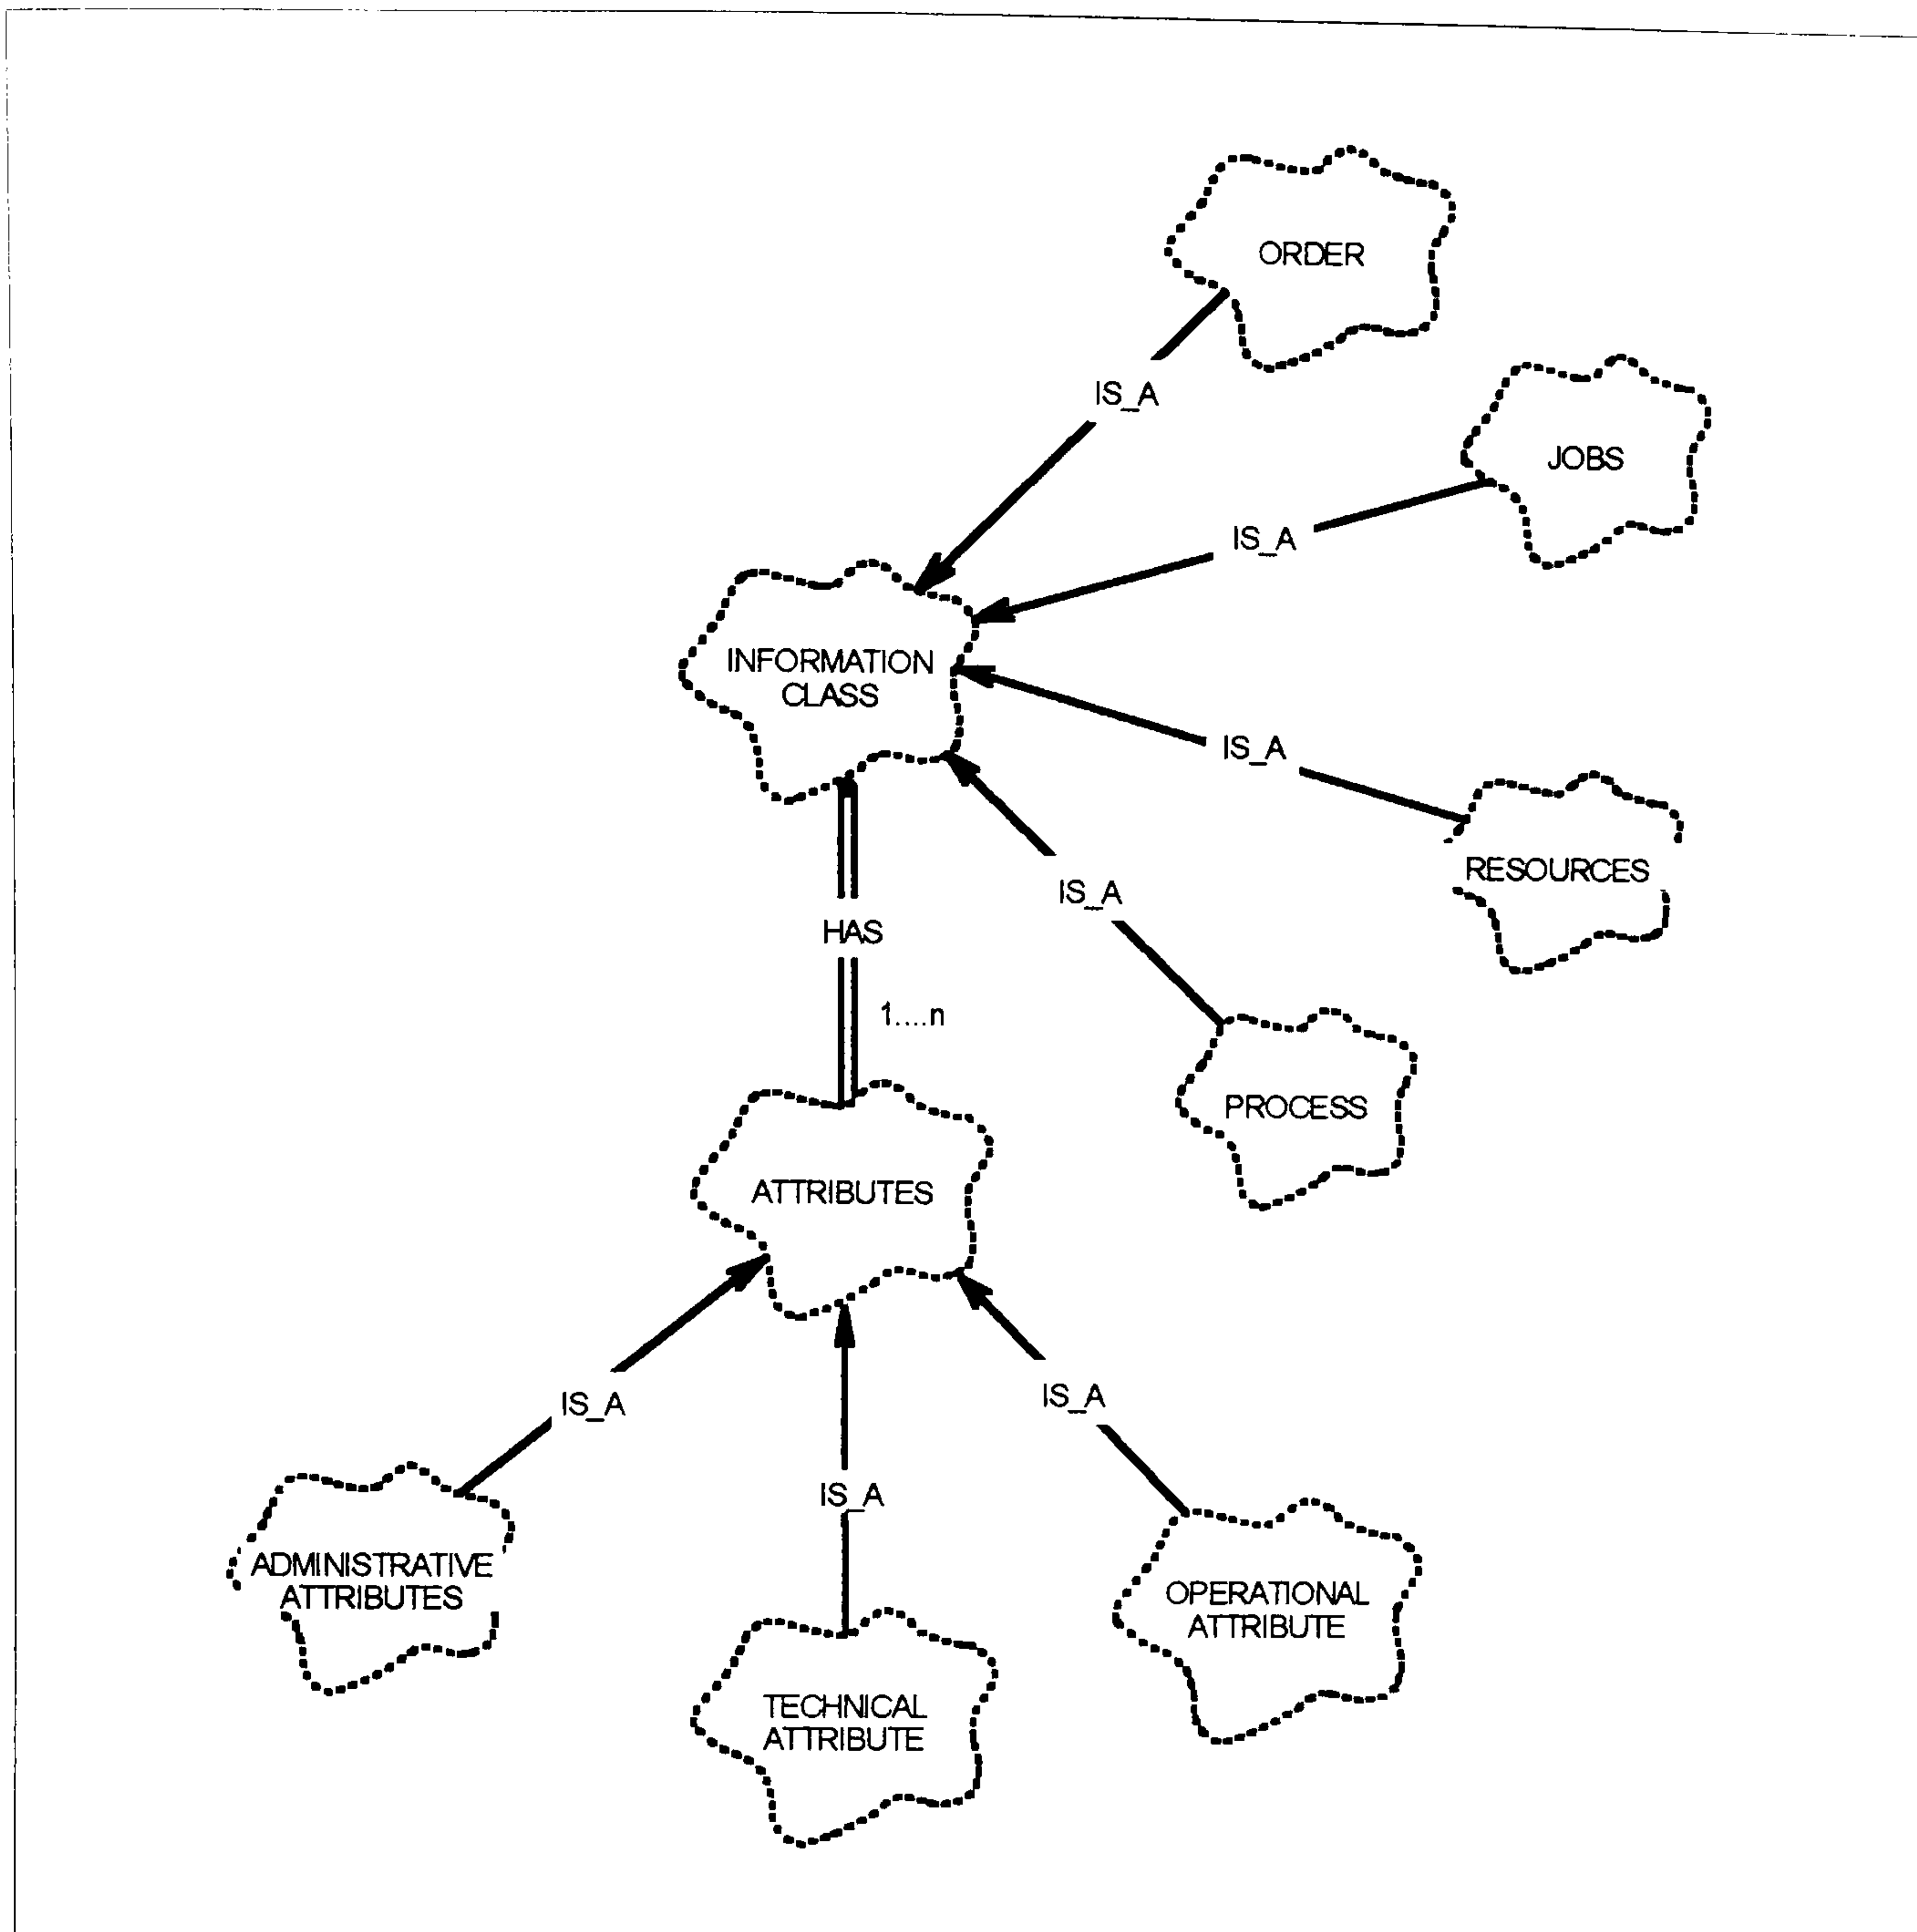 ORDER
IS_A
JOBS
IS_A
INFORMATION
CLASS
IS_A
RESOURCES
IS_A
HAS
1....n
PROCESS
ATTRIBUTES
IS_A
IS_A
IS_A
ADMINISTRATIVE
ATTRIBUTES
OPERATIONAL
ATTRIBUTE
TECHNICAL
ATTRIBUTE